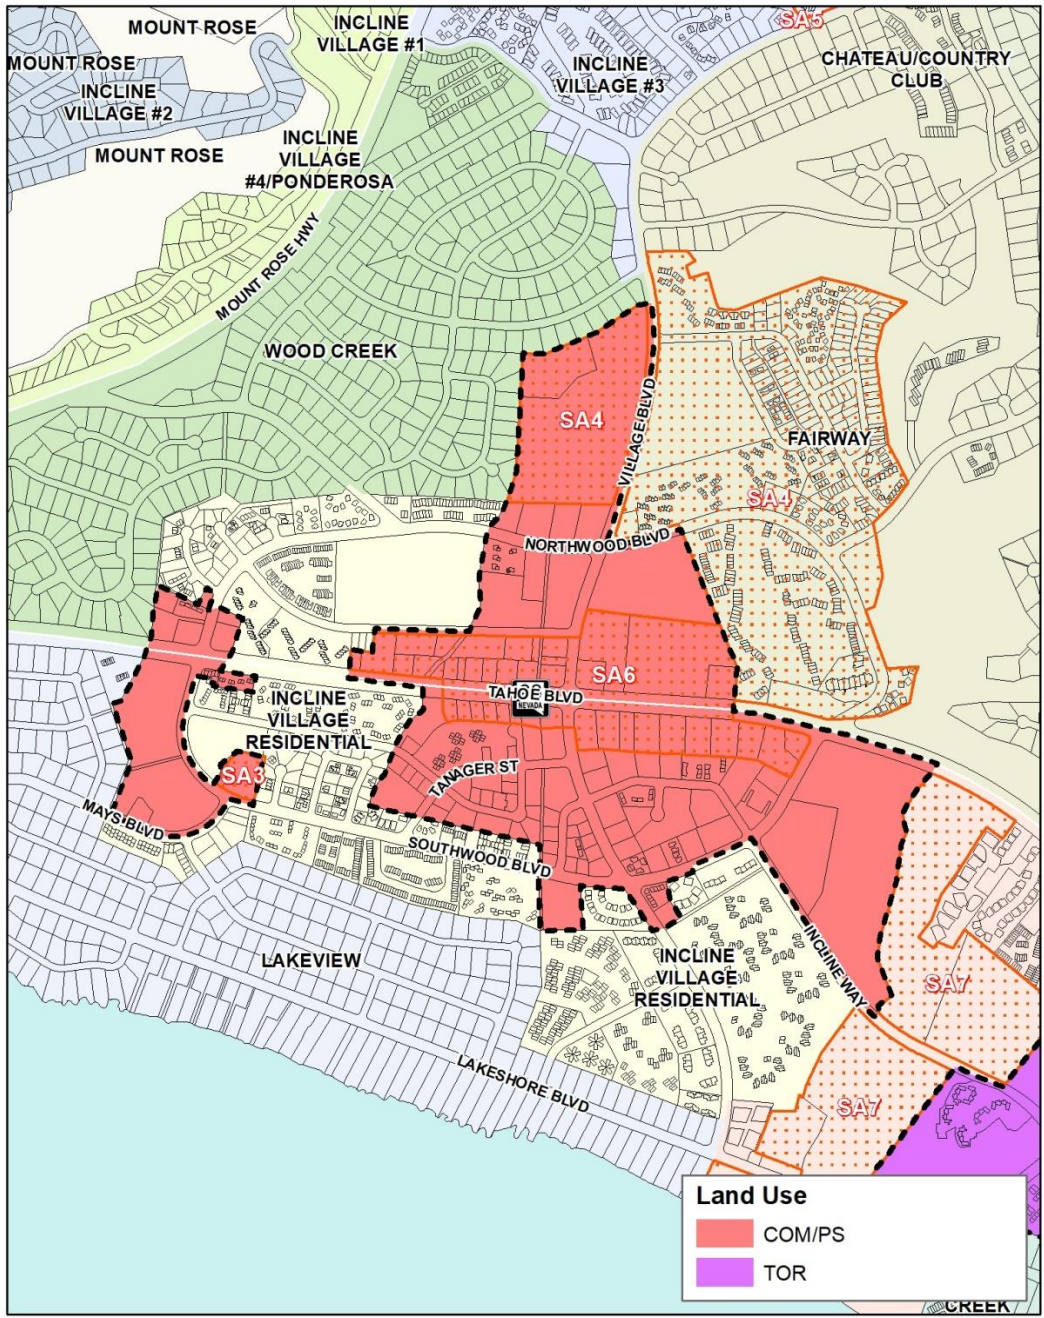 MOUNT ROSE
INCLINE
VILLAGE #1
SA5
MOUNT ROSE
INCLINE
VILLAGE #2
INCLINE
VILLAGE #3
CHATEAU/COUNTRY
CLUB
MOUNT ROSE
INCLINE
VILLAGE
#4/PONDEROSA
MOUNT ROSE HWY
WOOD CREEK
SA4
VILLAGE BLVD
FAIRWAY
SA4
NORTHWOOD BLVD
SA6
TAHOE BLVD
NEVADA
INCLINE
VILLAGE
RESIDENTIAL
SA3
TANAGER ST
MAYS BLVD
SOUTHWOOD BLVD
LAKEVIEW
INCLINE
VILLAGE
RESIDENTIAL
INCLINE WAY
SA7
LAKESHORE BLVD
SA7
Land Use
COM/PS
TOR
CREEK